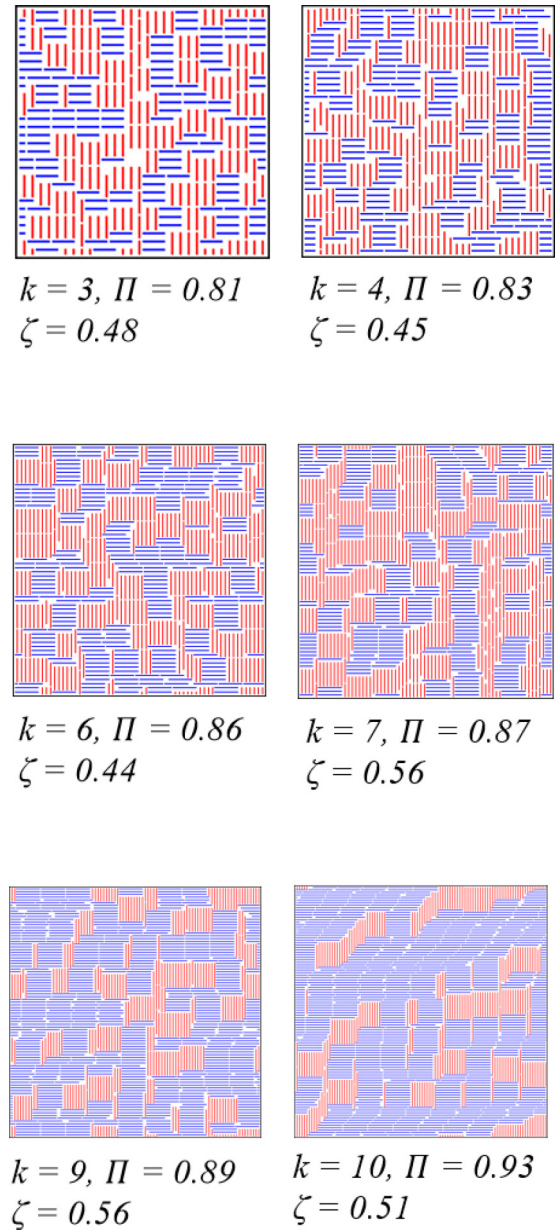 k = 3, Π = 0.81
ζ = 0.48
k = 4, Π = 0.83
ζ = 0.45
k = 6, Π = 0.86
ζ = 0.44
k = 7, Π = 0.87
ζ = 0.56
k = 9, Π = 0.89
ζ = 0.56
k = 10, Π = 0.93
ζ = 0.51